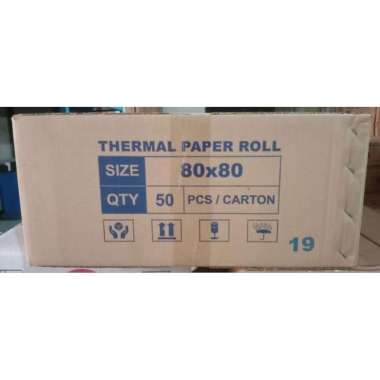 THERMAL PAPER ROLL
SIZE 80x80
QTY 50 PCS / CARTON
19